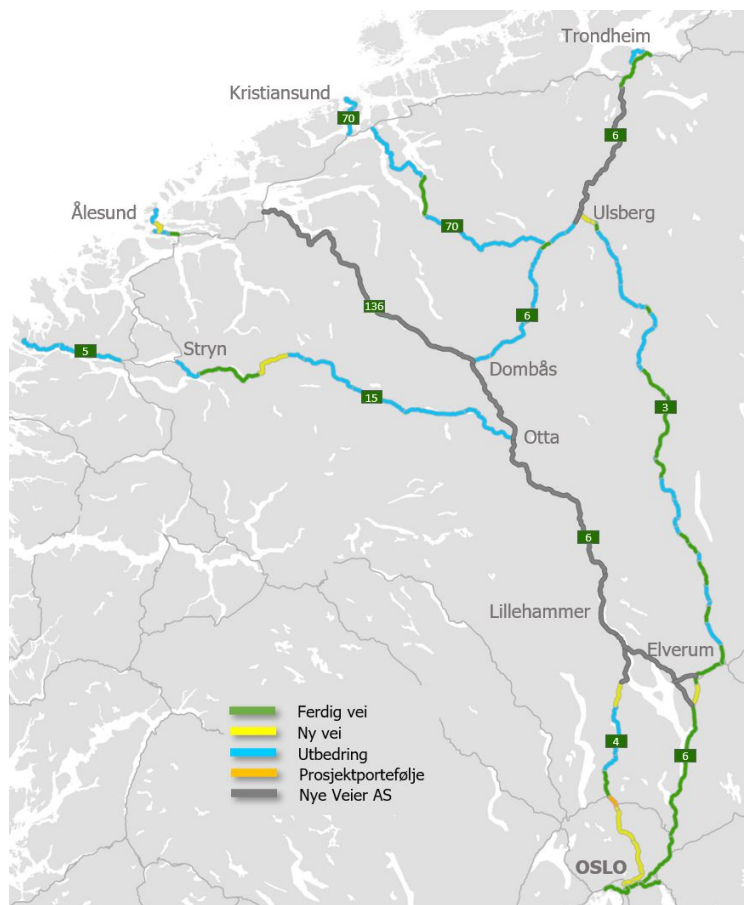 Trondheim
Kristiansund
70
6
Ålesund
Ulsberg
70
136
6
5
Stryn
Dombås
15
3
Otta
6
Lillehammer
Elverum
Ferdig vei
Ny vei
4
Utbedring
6
Prosjektportefølje
Nye Veier AS
OSLO